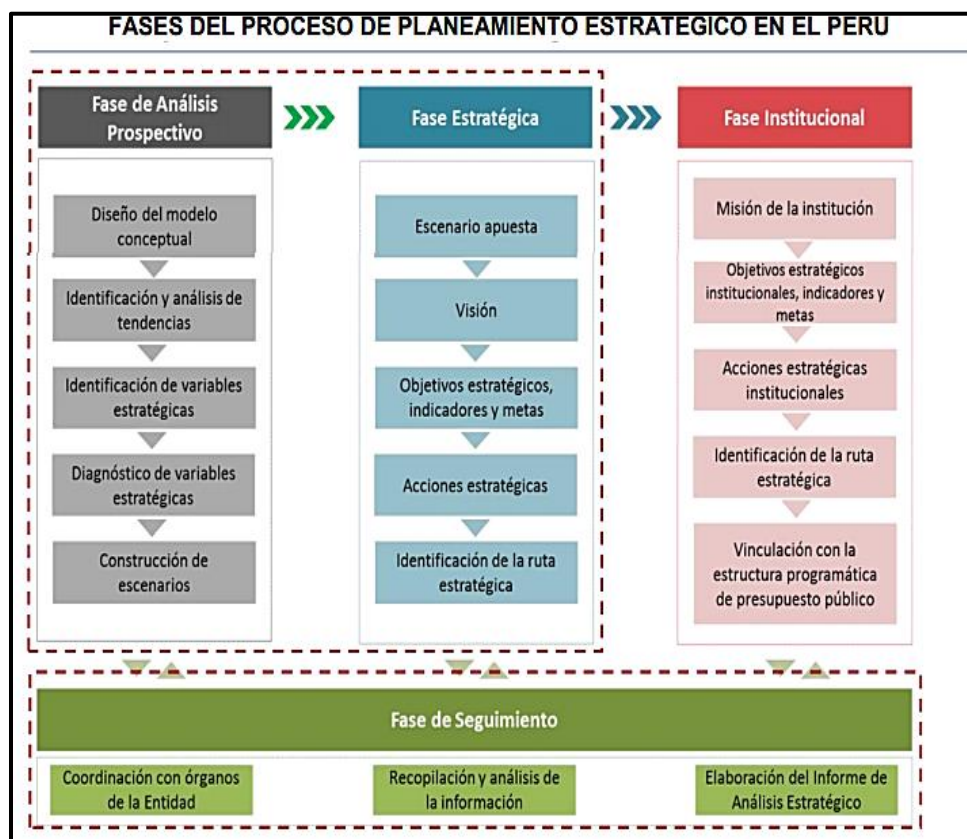 FASES DEL PROCESO DE PLANEAMIENTO ESTRATEGICO EN EL PERU
Fase de Análisis
Prospectivo
Diseño del modelo
conceptual
Identificación y análisis de
tendencias
Identificación de variables
estratégicas
Diagnóstico de variables
estratégicas
Construcción de
escenarios
Fase Estratégica
Escenario apuesta
Visión
Objetivos estratégicos,
indicadores y metas
Acciones estratégicas
Identificación de la ruta
estratégica
Fase Institucional
Misión de la institución
Objetivos estratégicos
institucionales, indicadores y
metas
Acciones estratégicas
institucionales
Identificación de la ruta
estratégica
Vinculación con la
estructura programática
de presupuesto público
Fase de Seguimiento
Coordinación con órganos
de la Entidad
Recopilación y análisis de
la información
Elaboración del Informe de
Análisis Estratégico